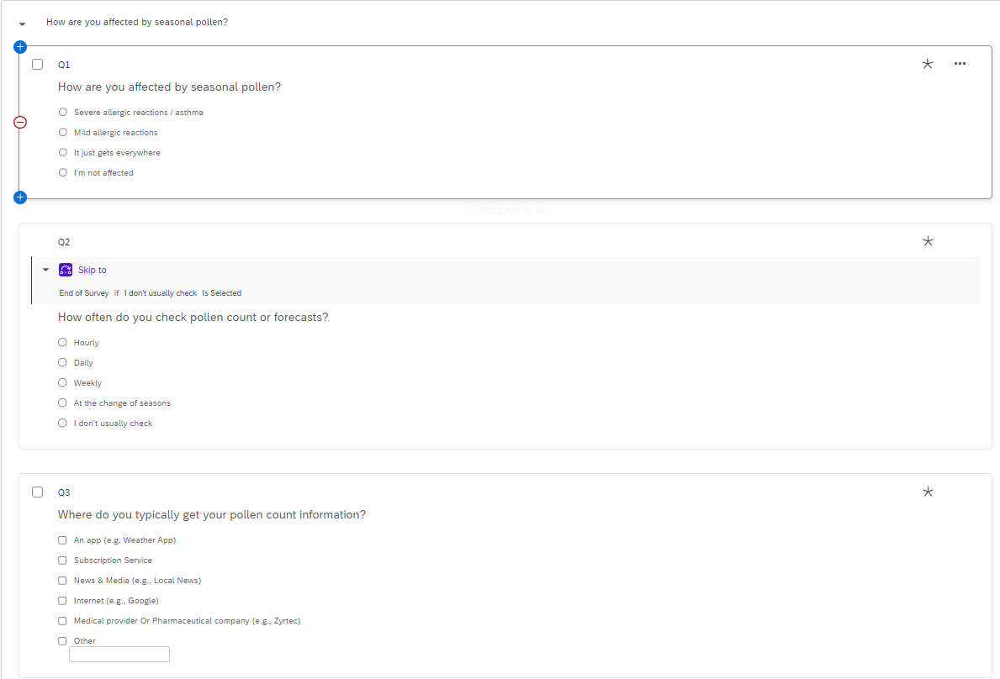 How are you affected by seasonal pollen?
Q1
How are you affected by seasonal pollen?
Severe allergic reactions / asthma
Mild allergic reactions
It just gets everywhere
I'm not affected
Add page break
Q2
Skip to
End of Survey if I don't usually check Is Selected
How often do you check pollen count or forecasts?
Hourly
Daily
Weekly
At the change of seasons
I don't usually check
Q3
Where do you typically get your pollen count information?
An app (e.g. Weather App)
Subscription Service
News & Media (e.g., Local News)
Internet (e.g., Google)
Medical provider Or Pharmaceutical company (e.g., Zyrtec)
Other